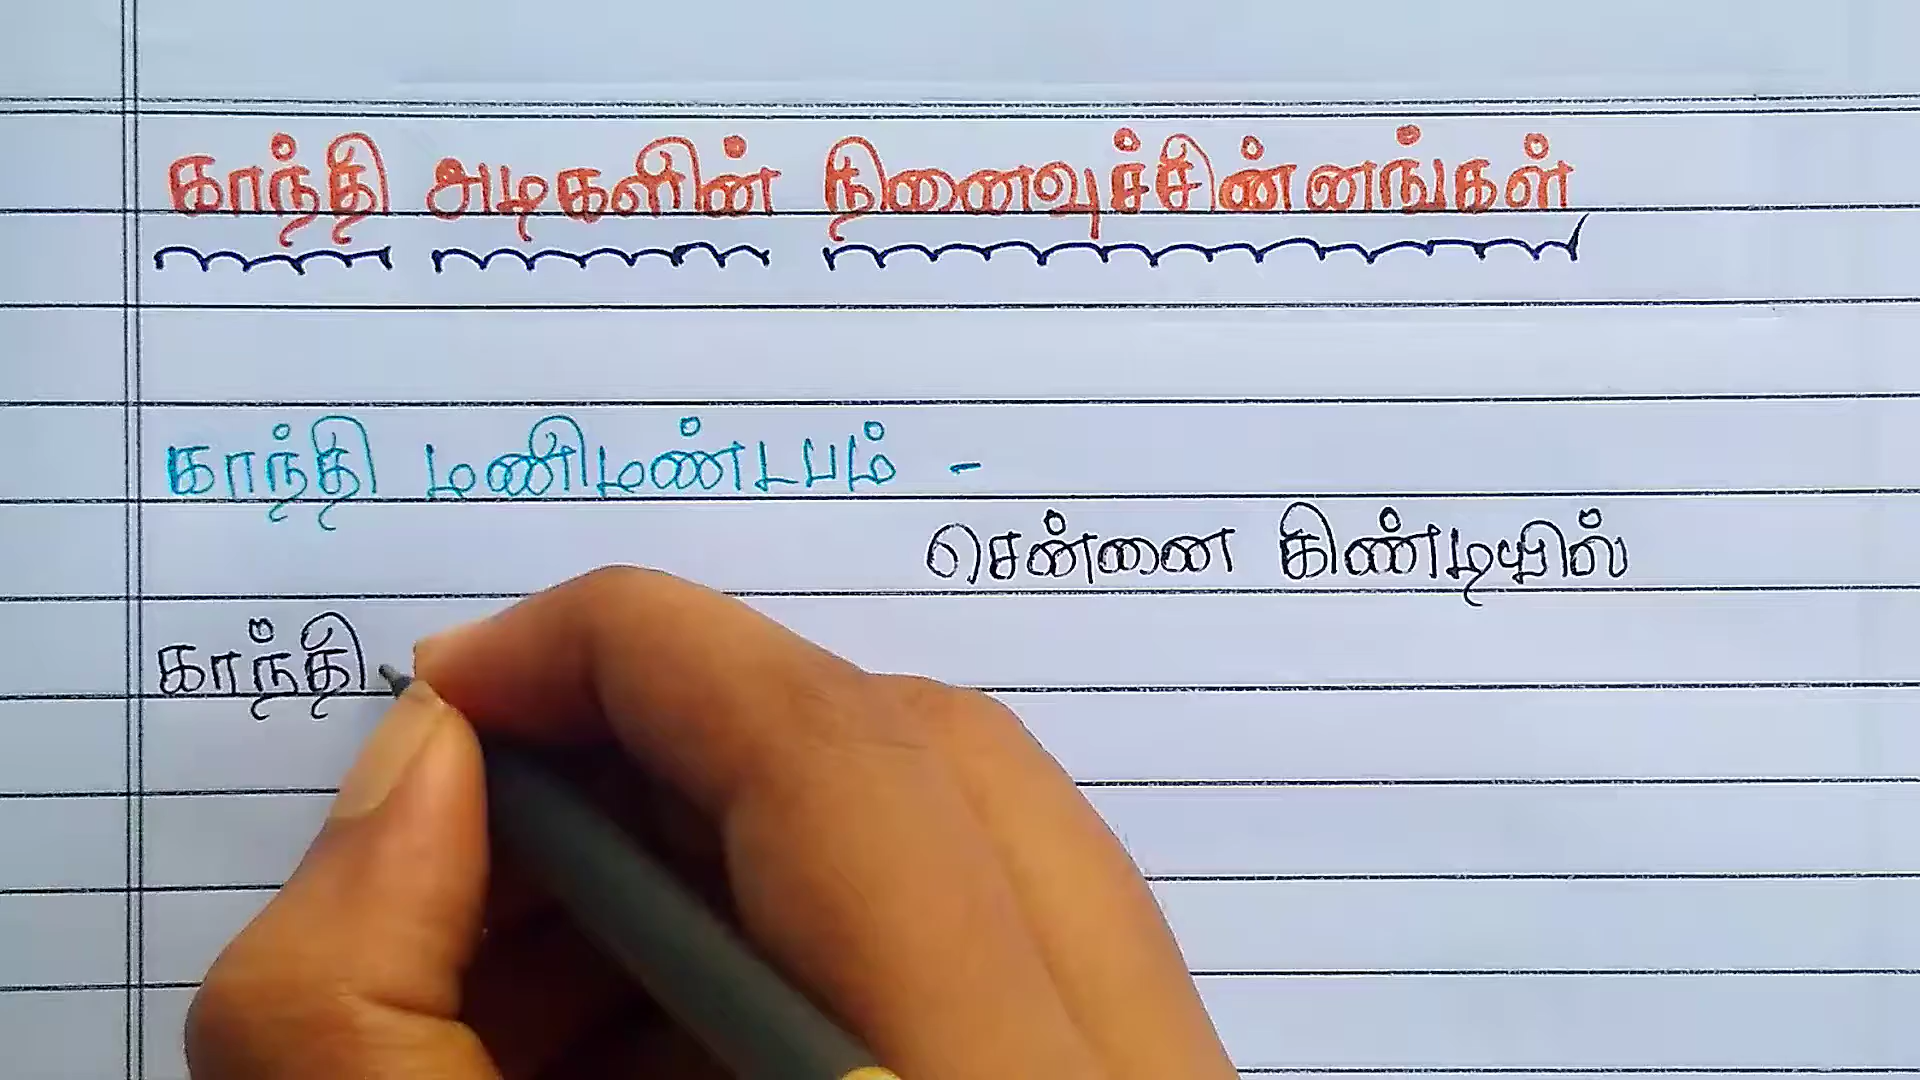 காந்தி அடிகளின் நினைவுச்சின்னங்கள்
காந்தி மணிமண்டபம் -
சென்னை கிண்டியில்
காந்தி